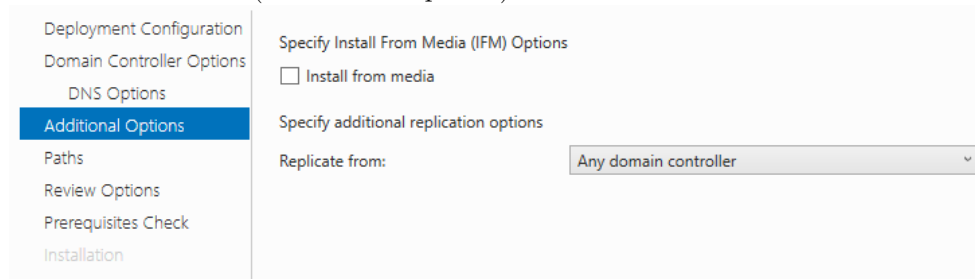 Deployment Configuration
Domain Controller Options
DNS Options
Additional Options
Paths
Review Options
Prerequisites Check
Installation
Specify Install From Media (IFM) Options
Install from media
Specify additional replication options
Replicate from: Any domain controller